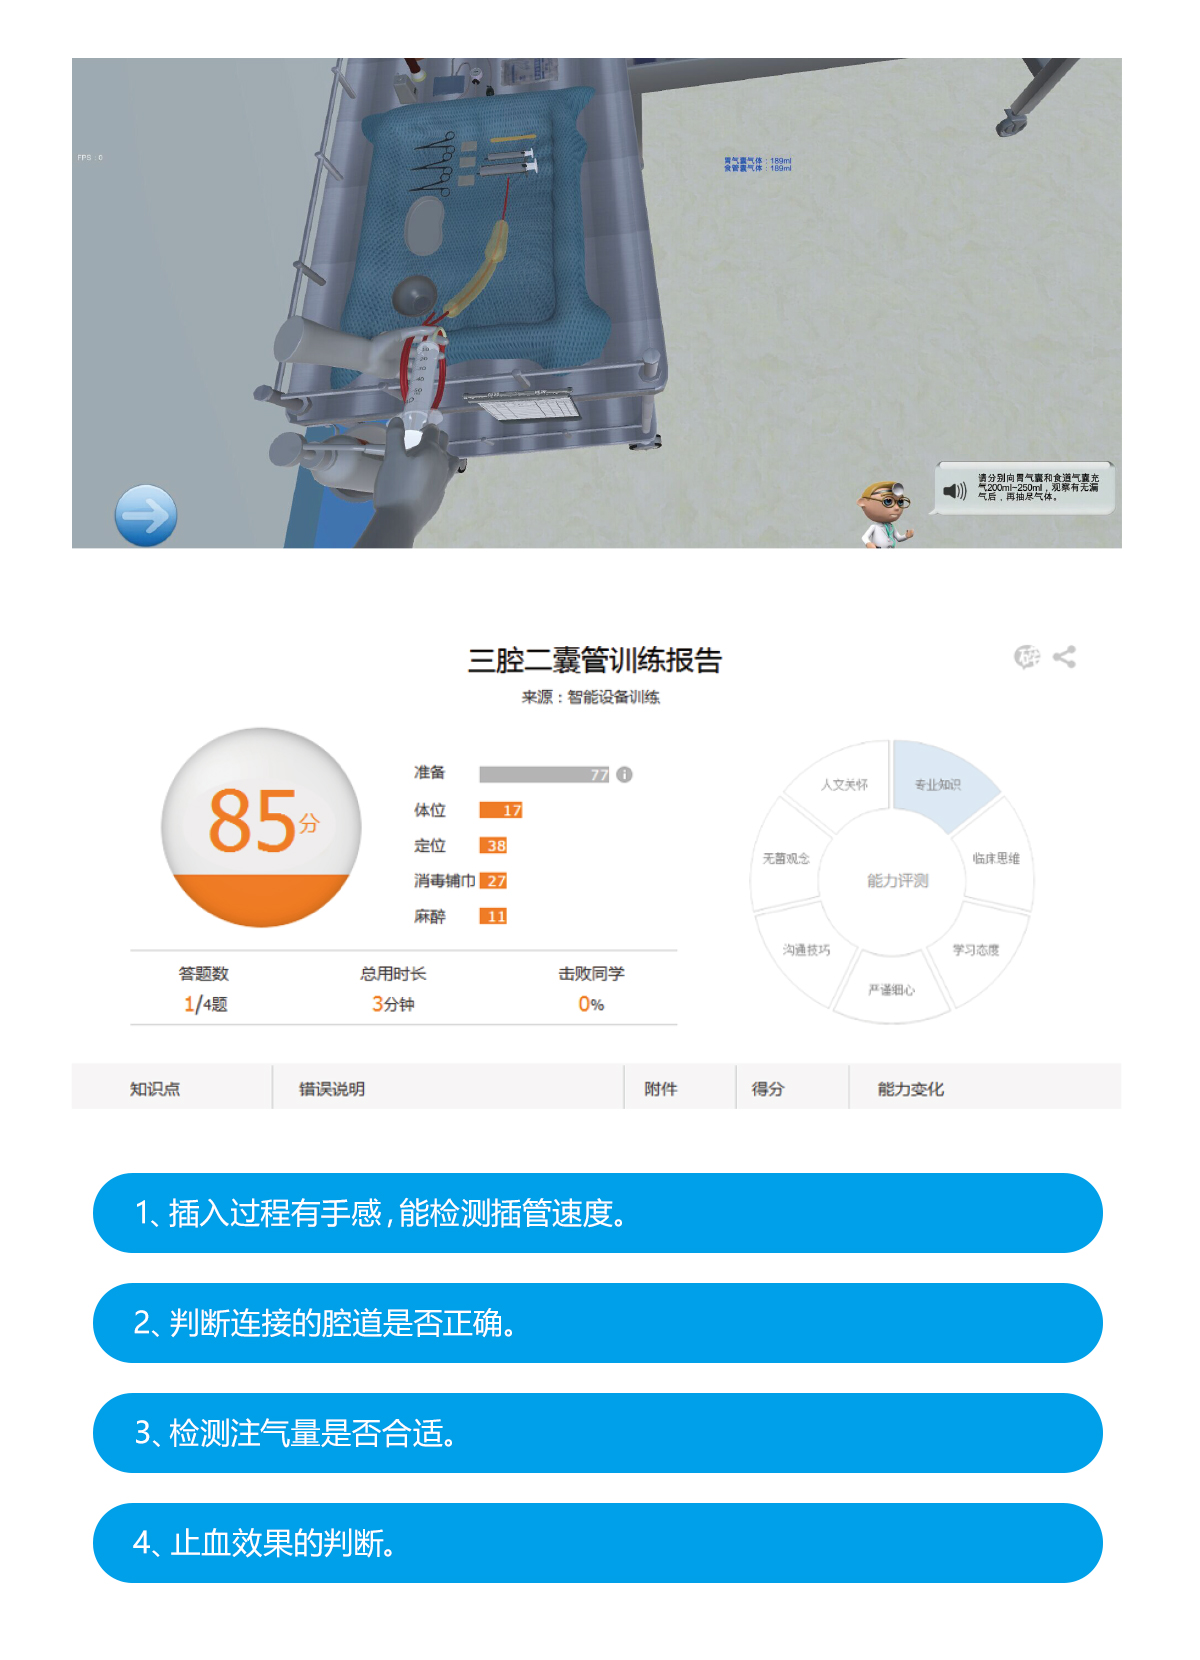 FPS : 0
胃气囊气体：189ml
食管囊气体：189ml
请分别向胃气囊和食道气囊充
气200ml-250ml，观察有无漏
气后，再抽尽气体。
三腔二囊管训练报告
来源：智能设备训练
85分
准备 77
体位 17
定位 38
消毒铺巾 27
麻醉 11
答题数 总用时长 击败同学
1/4题 3分钟 0%
人文关怀 专业知识
无菌观念 临床思维
能力评测
沟通技巧 学习态度
严谨细心
知识点 错误说明 附件 得分 能力变化
1、插入过程有手感,能检测插管速度。
2、判断连接的腔道是否正确。
3、检测注气量是否合适。
4、止血效果的判断。